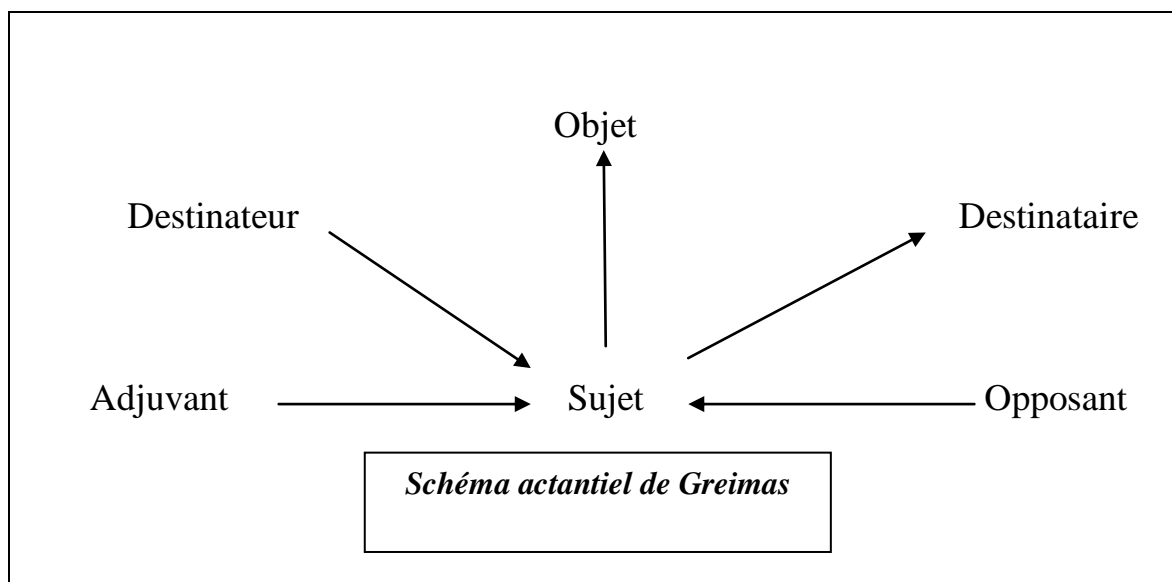 Objet
Destinateur
Destinataire
Adjuvant
Sujet
Opposant
Schéma actantiel de Greimas